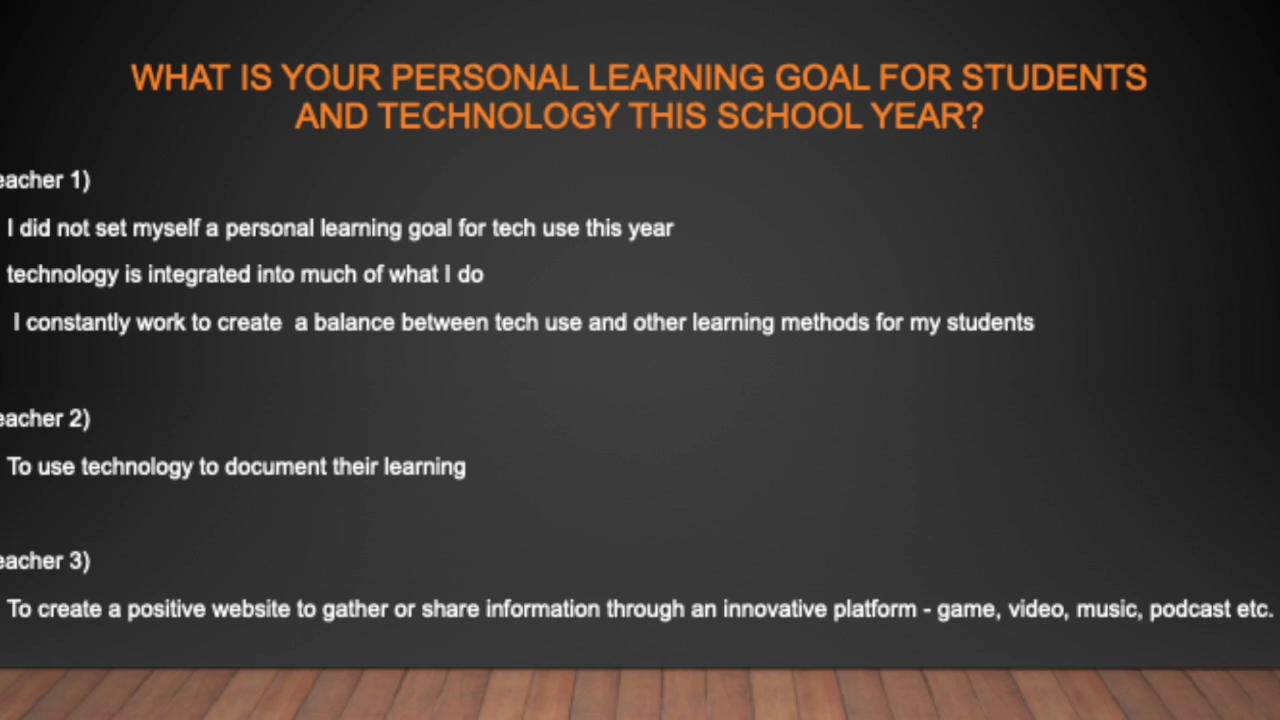 WHAT IS YOUR PERSONAL LEARNING GOAL FOR STUDENTS
AND TECHNOLOGY THIS SCHOOL YEAR?
eacher 1)
I did not set myself a personal learning goal for tech use this year
technology is integrated into much of what I do
I constantly work to create  a balance between tech use and other learning methods for my students
eacher 2)
To use technology to document their learning
eacher 3)
To create a positive website to gather or share information through an innovative platform - game, video, music, podcast etc.